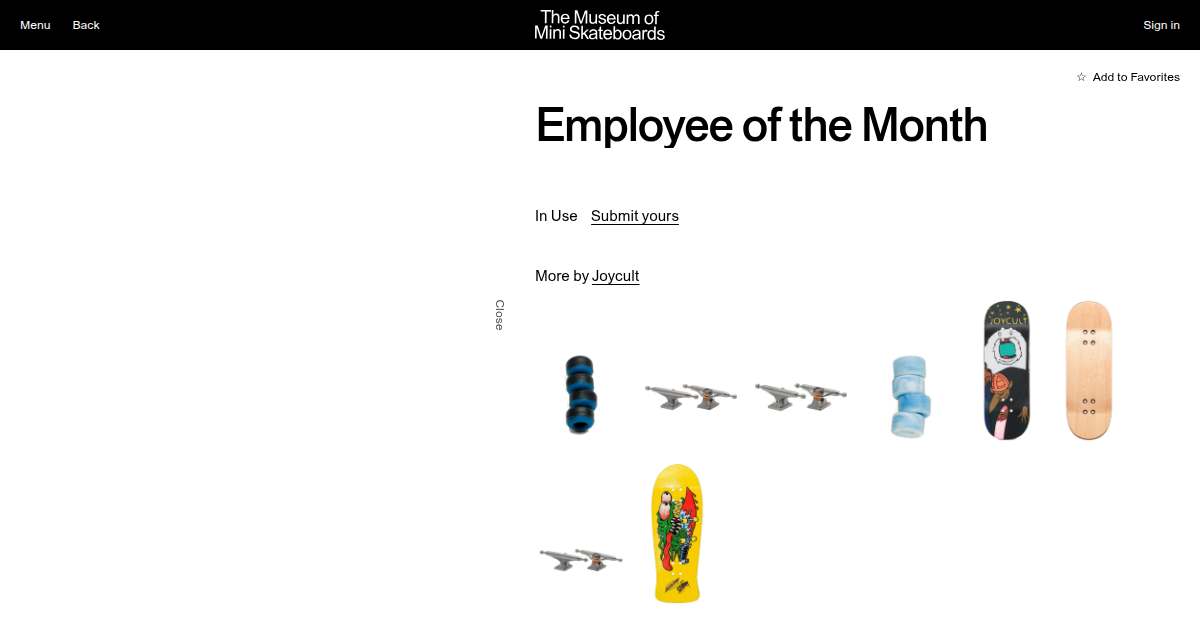 Menu
Back
The Museum of
Mini Skateboards
Sign in
☆ Add to Favorites
Employee of the Month
In Use Submit yours
More by Joycult
Close
JOYCULT